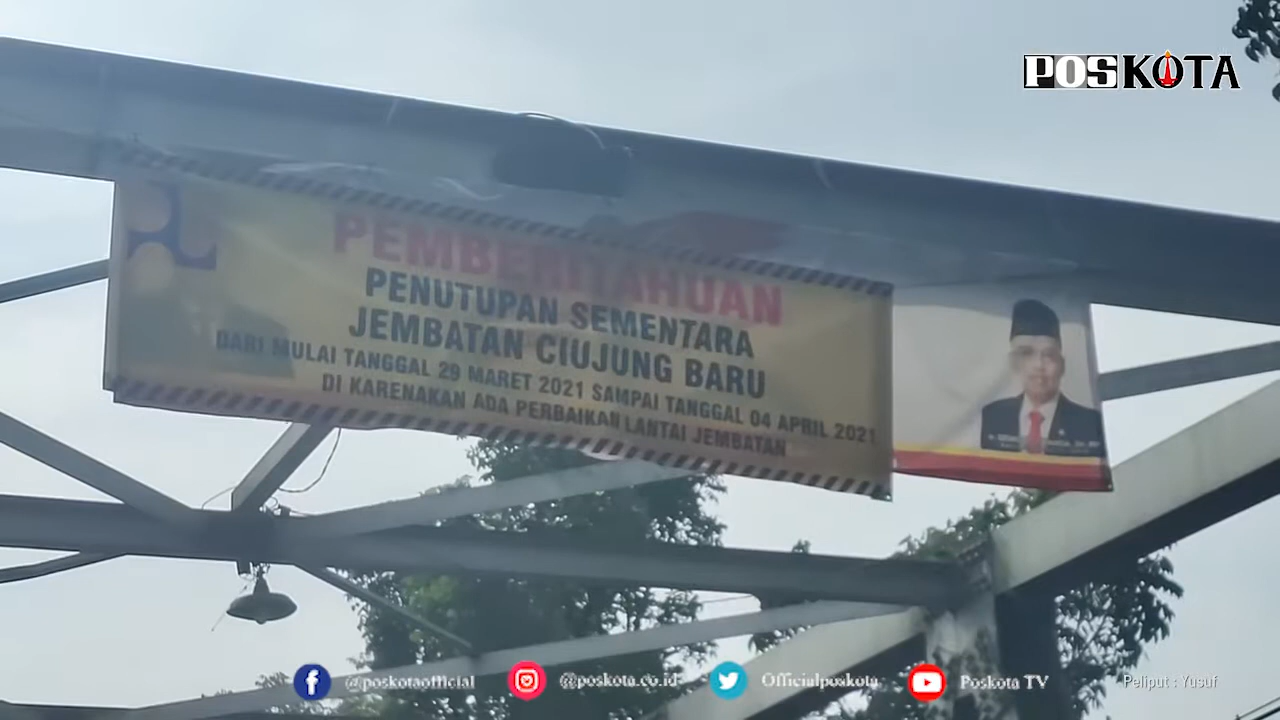 POSKOTA
PEMBERITAHUAN
PENUTUPAN SEMENTARA
JEMBATAN CIUJUNG BARU
DARI MULAI TANGGAL 29 MARET 2021 SAMPAI TANGGAL 04 APRIL 2021
DI KARENAKAN ADA PERBAIKAN LANTAI JEMBATAN
@poskotaofficial
@poskota.co.id
Officialposkota
Poskota TV
Peliput : Yusuf